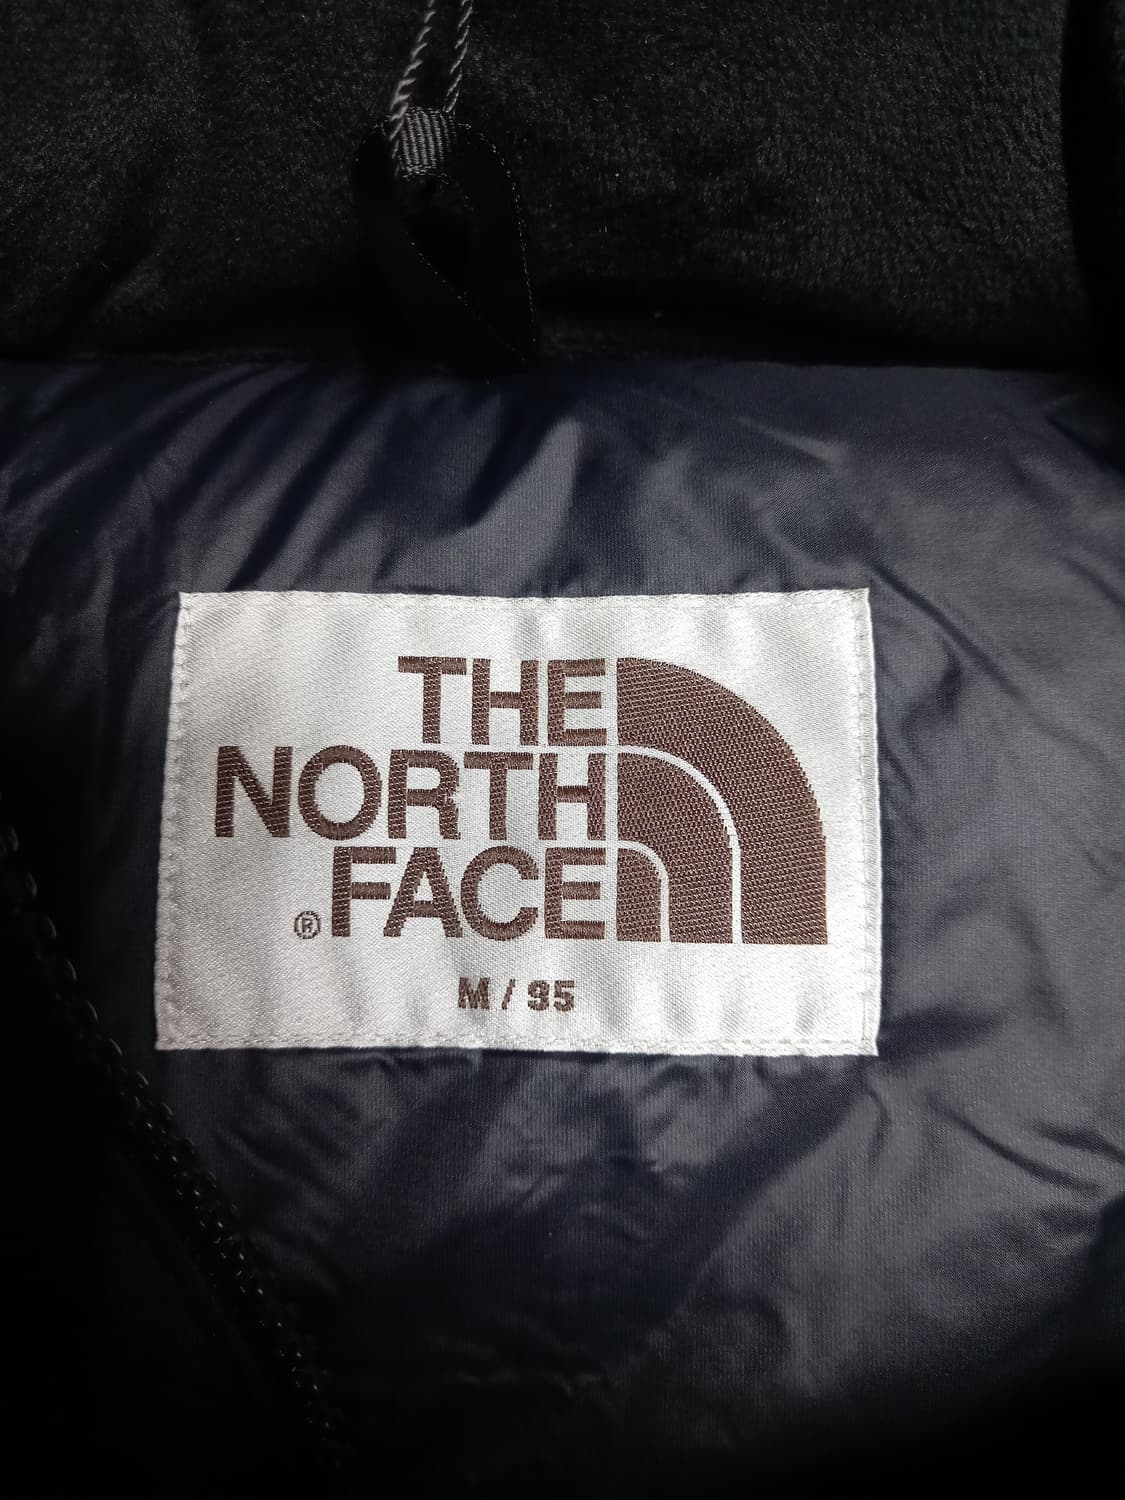 THE
NORTH
® FACE
M / 95